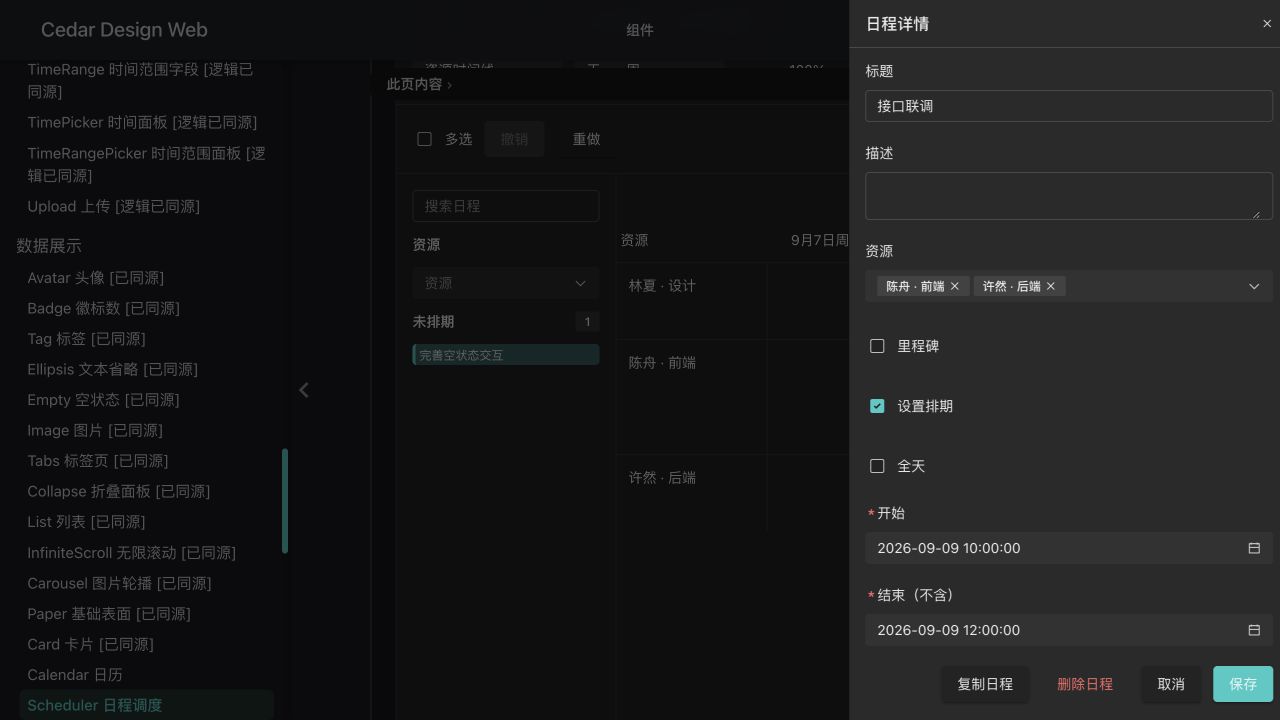 Cedar Design Web
组件
TimeRange 时间范围字段 [逻辑已
同源]
TimePicker 时间面板 [逻辑已同源]
TimeRangePicker 时间范围面板 [逻
辑已同源]
Upload 上传 [逻辑已同源]
数据展示
Avatar 头像 [已同源]
Badge 徽标数 [已同源]
Tag 标签 [已同源]
Ellipsis 文本省略 [已同源]
Empty 空状态 [已同源]
Image 图片 [已同源]
Tabs 标签页 [已同源]
Collapse 折叠面板 [已同源]
List 列表 [已同源]
InfiniteScroll 无限滚动 [已同源]
Carousel 图片轮播 [已同源]
Paper 基础表面 [已同源]
Card 卡片 [已同源]
Calendar 日历
Scheduler 日程调度
此页内容 ›
多选
撤销
重做
搜索日程
资源
资源
未排期
1
完善空状态交互
资源
9月7日周
林夏 · 设计
陈舟 · 前端
许然 · 后端
日程详情
标题
接口联调
描述
资源
陈舟 · 前端
许然 · 后端
里程碑
设置排期
全天
*开始
2026-09-09 10:00:00
*结束（不含）
2026-09-09 12:00:00
复制日程
删除日程
取消
保存